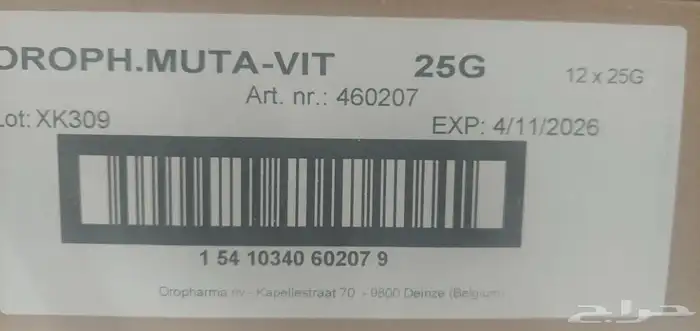 OROPH.MUTA-VIT 25G 12 x 25G
Art. nr.: 460207
Lot: XK309 EXP: 4/11/2026
1 54 10340 60207 9
Oropharma nv - Kapellestraat 70 - 9800 Deinze (Belgium)
حراج